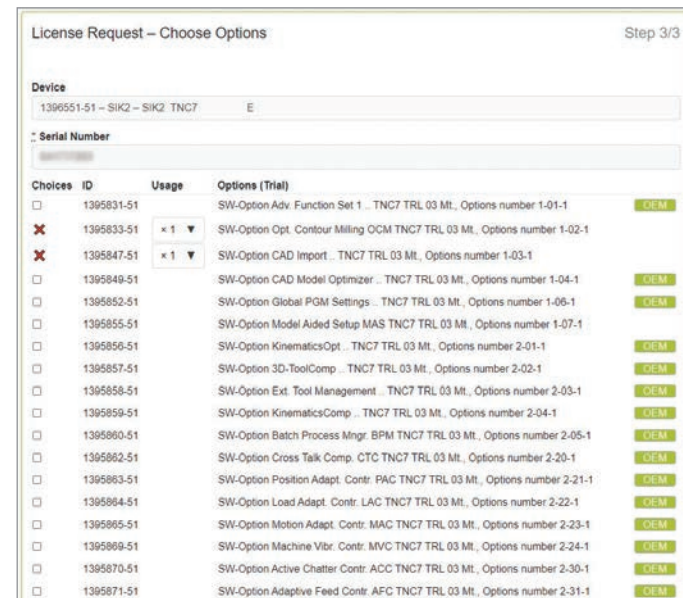 License Request – Choose Options Step 3/3
Device
1396551-51 – SIK2 – SIK2 TNC7 E
* Serial Number
Choices ID Usage Options (Trial)
1395831-51 SW-Option Adv. Function Set 1 .. TNC7 TRL 03 Mt., Options number 1-01-1 OEM
1395833-51 × 1 ▼ SW-Option Opt. Contour Milling OCM TNC7 TRL 03 Mt., Options number 1-02-1
1395847-51 × 1 ▼ SW-Option CAD Import .. TNC7 TRL 03 Mt., Options number 1-03-1
1395849-51 SW-Option CAD Model Optimizer .. TNC7 TRL 03 Mt., Options number 1-04-1 OEM
1395852-51 SW-Option Global PGM Settings .. TNC7 TRL 03 Mt., Options number 1-06-1 OEM
1395855-51 SW-Option Model Aided Setup MAS TNC7 TRL 03 Mt., Options number 1-07-1
1395856-51 SW-Option KinematicsOpt .. TNC7 TRL 03 Mt., Options number 2-01-1 OEM
1395857-51 SW-Option 3D-ToolComp .. TNC7 TRL 03 Mt., Options number 2-02-1 OEM
1395858-51 SW-Option Ext. Tool Management .. TNC7 TRL 03 Mt., Options number 2-03-1 OEM
1395859-51 SW-Option KinematicsComp .. TNC7 TRL 03 Mt., Options number 2-04-1 OEM
1395860-51 SW-Option Batch Process Mngr. BPM TNC7 TRL 03 Mt., Options number 2-05-1 OEM
1395862-51 SW-Option Cross Talk Comp. CTC TNC7 TRL 03 Mt., Options number 2-20-1 OEM
1395863-51 SW-Option Position Adapt. Contr. PAC TNC7 TRL 03 Mt., Options number 2-21-1 OEM
1395864-51 SW-Option Load Adapt. Contr. LAC TNC7 TRL 03 Mt., Options number 2-22-1 OEM
1395865-51 SW-Option Motion Adapt. Contr. MAC TNC7 TRL 03 Mt., Options number 2-23-1 OEM
1395869-51 SW-Option Machine Vibr. Contr. MVC TNC7 TRL 03 Mt., Options number 2-24-1 OEM
1395870-51 SW-Option Active Chatter Contr. ACC TNC7 TRL 03 Mt., Options number 2-30-1 OEM
1395871-51 SW-Option Adaptive Feed Contr. AFC TNC7 TRL 03 Mt., Options number 2-31-1 OEM